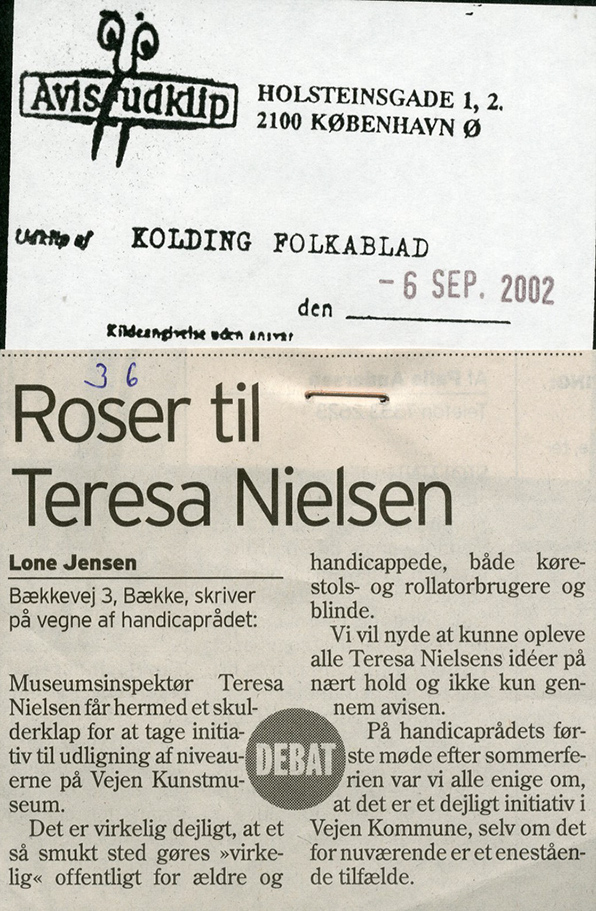 Avis/udklip
HOLSTEINSGADE 1, 2.
2100 KØBENHAVN Ø
Udklip af KOLDING FOLKABLAD
- 6 SEP. 2002
den
Kildeangivelse uden ansvar
36
Roser til
Teresa Nielsen
Lone Jensen
Bækkevej 3, Bække, skriver
på vegne af handicaprådet:
Museumsinspektør Teresa
Nielsen får hermed et skul-
derklap for at tage initia-
tiv til udligning af niveau-
erne på Vejen Kunstmu-
seum.
Det er virkelig dejligt, at et
så smukt sted gøres »virke-
lig« offentligt for ældre og
DEBAT
handicappede, både køre-
stols- og rollatorbrugere og
blinde.
Vi vil nyde at kunne opleve
alle Teresa Nielsens idéer på
nært hold og ikke kun gen-
nem avisen.
På handicaprådets før-
ste møde efter sommerfe-
rien var vi alle enige om,
at det er et dejligt initiativ i
Vejen Kommune, selv om det
for nuværende er et eneståen-
de tilfælde.